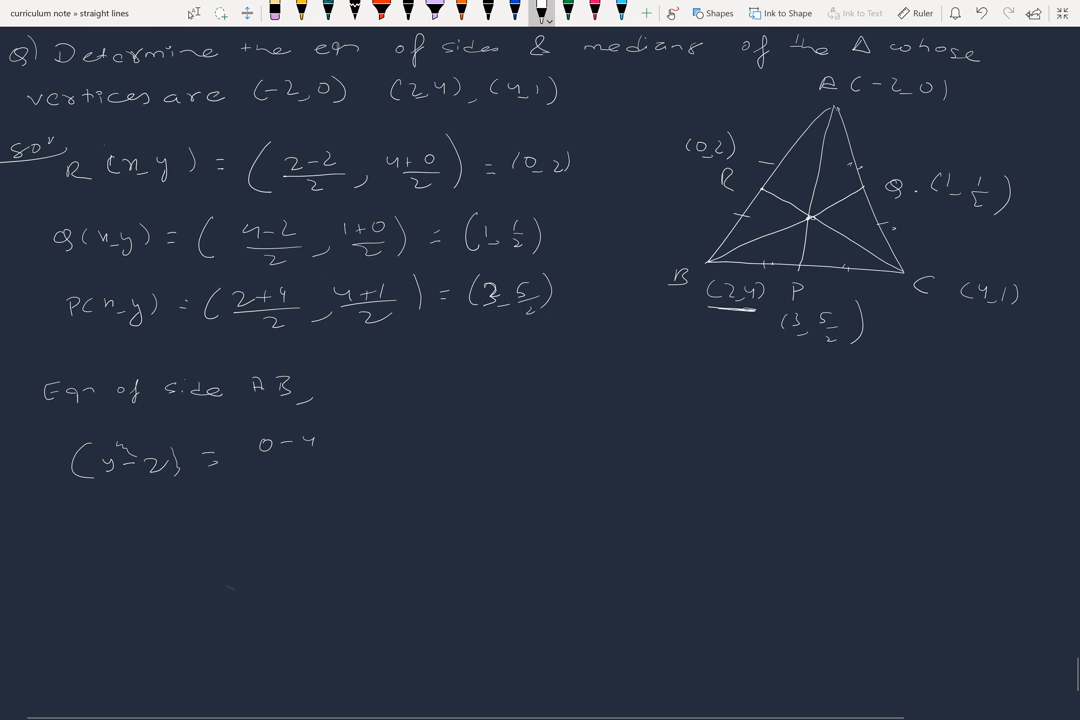 curriculum note » straight lines
Shapes
Ink to Shape
Ink to Text
Ruler
Q) Determine the eqn of sides & medians of the Δ whose
vertices are (-2,0) (2,4), (4,1)
Sol^n
R (x,y) = (2-2/2, 4+0/2) = (0,2)
Q(x,y) = (4-2/2, 1+0/2) = (1, 1/2)
P(x,y) = (2+4/2, 4+1/2) = (3, 5/2)
Eqn of side AB,
(y-2) = 0-4
A (-2,0)
(0,2)
R
Q. (1, 1/2)
B (2,4)
P (3, 5/2)
C (4,1)